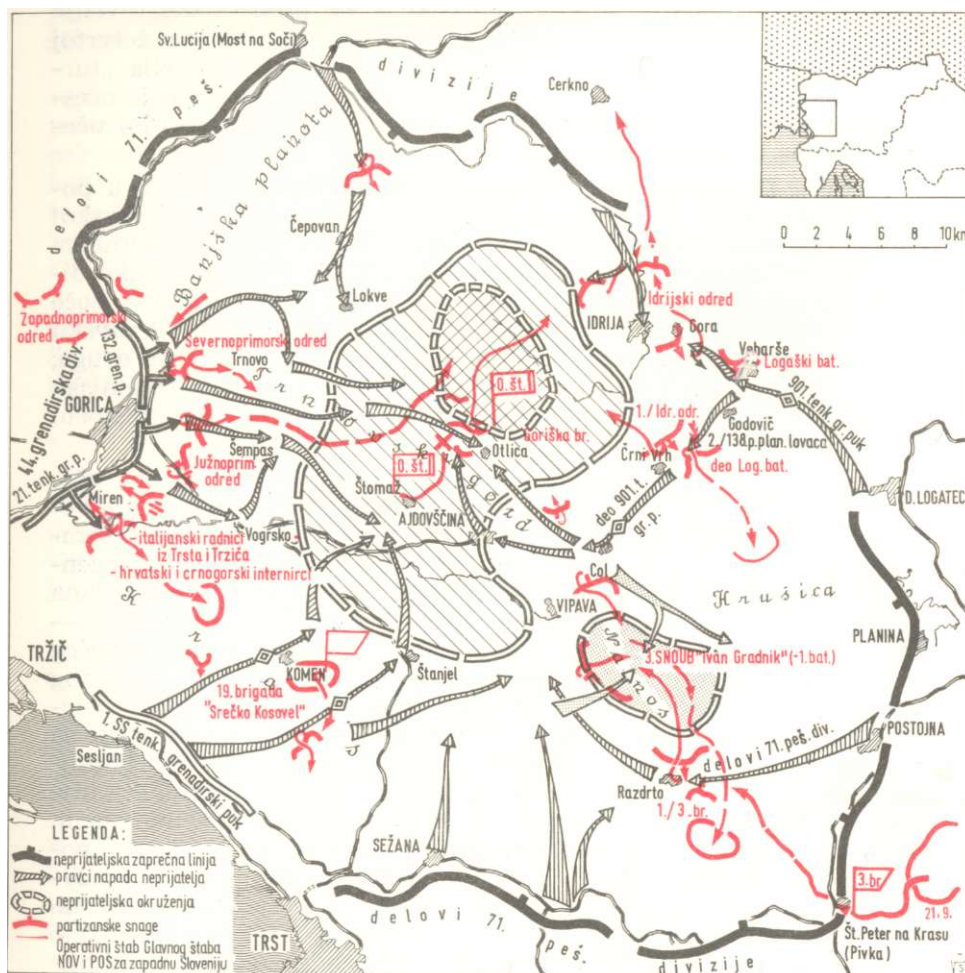 Sv. Lucija (Most na Soči)
delovi 71. peš. divizije
Cerkno
Banjška planota
Čepovan
Lokve
0 2 4 6 8 10 km
Zapadnoprimorski
odred
132. gren. p.
Severnoprimorski odred
Trnovo
Idrijski odred
IDRIJA
Gora
Veharše
Logaški bat.
901. tenk. gr. puk
GORICA
44. grenadirska div.
21. tenk. gr. p.
Trnovski gozd
O. št.
Goriška br.
1./Idr. odr.
Godovič
2./138. p. plan. lovaca
Črni Vrh
deo Log. bat.
D. LOGATEC
Šempas
Južnoprim.
odred
O. št.
Otlica
Štomaž
AJDOVŠČINA
deo 901. t.
gr. p.
Miren
Vogrsko
-italijanski radnici
iz Trsta i Tržiča
-hrvatski i crnogorski internirci
Kras
Col
VIPAVA
Hrušica
PLANINA
TRŽIČ
KOMEN
19. brigada
"Srečko Kosovel"
Štanjel
Nanos
3. SNOUB "Ivan Gradnik" (-1. bat.)
1. SS tenk. grenadirski puk
Sesljan
POSTOJNA
delovi 71. peš. div.
Razdrto
1./3. br.
SEŽANA
3. br.
21. 9.
Št. Peter na Krasu
(Pivka)
TRST
delovi 71. peš. divizije
LEGENDA:
neprijateljska zaprečna linija
pravci napada neprijatelja
neprijateljska okruženja
partizanske snage
Operativni štab Glavnog štaba
NOV i POS za zapadnu Sloveniju